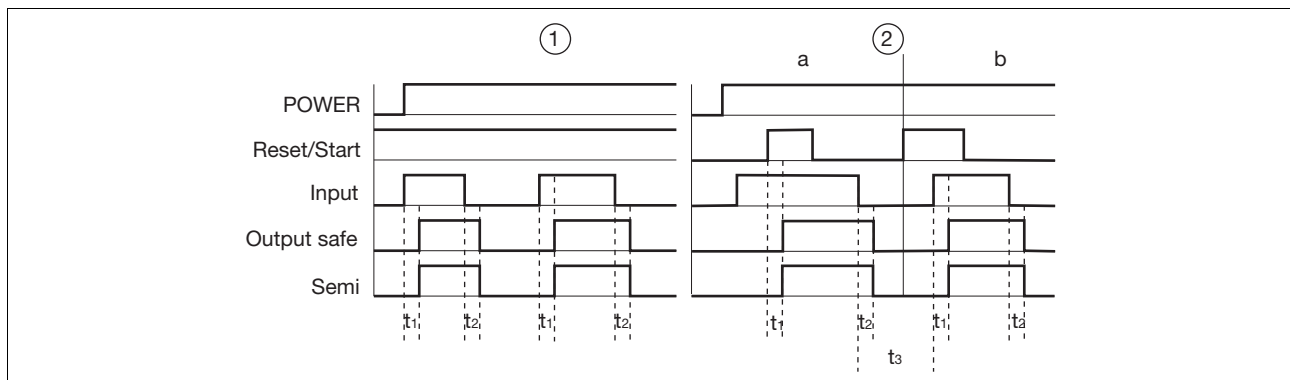 1 2
a b
POWER
Reset/Start
Input
Output safe
Semi
t1 t2 t1 t2 t1 t2 t1 t2
t3